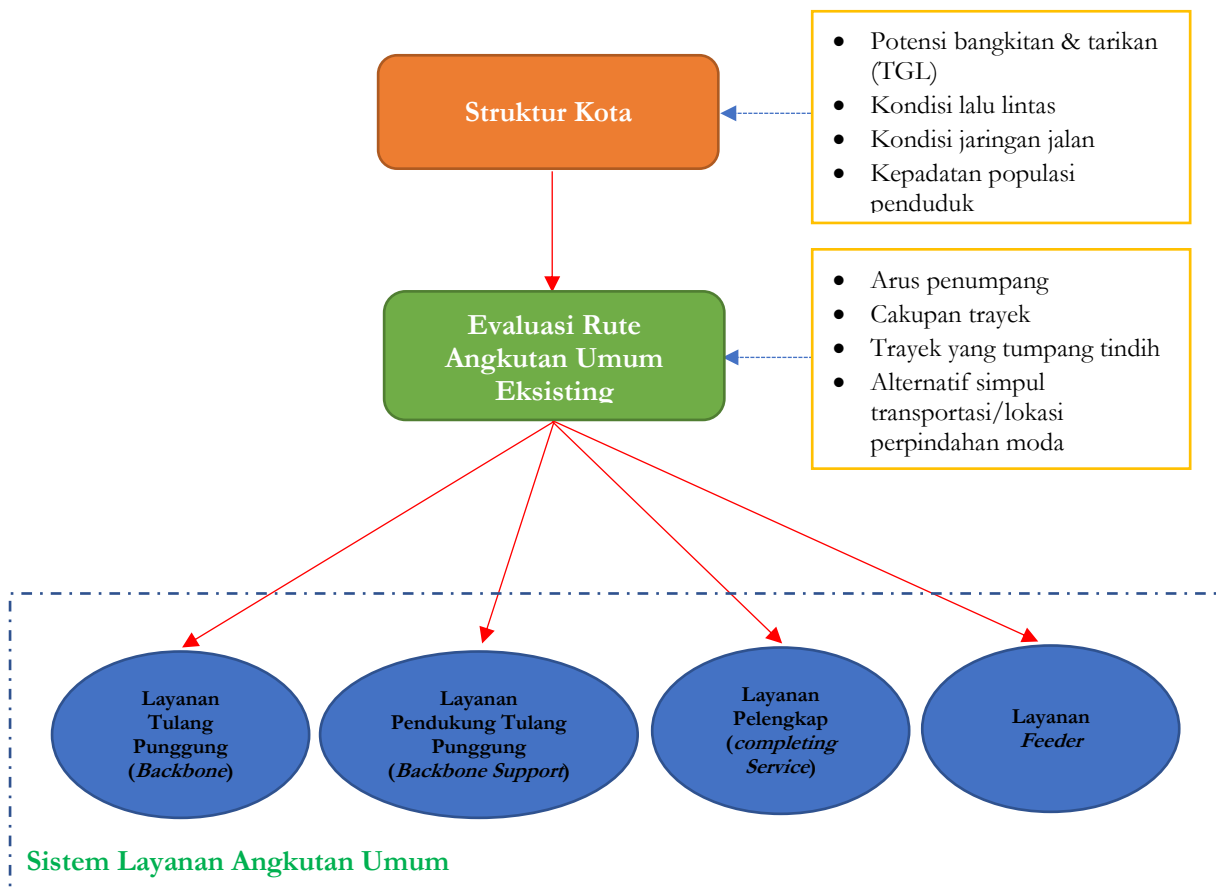 Struktur Kota
• Potensi bangkitan & tarikan
(TGL)
• Kondisi lalu lintas
• Kondisi jaringan jalan
• Kepadatan populasi
penduduk
Evaluasi Rute
Angkutan Umum
Eksisting
• Arus penumpang
• Cakupan trayek
• Trayek yang tumpang tindih
• Alternatif simpul
transportasi/lokasi
perpindahan moda
Layanan
Tulang
Punggung
(Backbone)
Layanan
Pendukung Tulang
Punggung
(Backbone Support)
Layanan
Pelengkap
(completing
Service)
Layanan
Feeder
Sistem Layanan Angkutan Umum